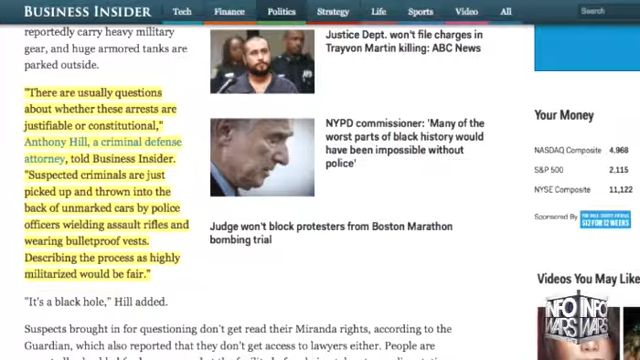 BUSINESS INSIDER
Tech
Finance
Politics
Strategy
Life
Sports
Video
All
Search
reportedly carry heavy military
gear, and huge armored tanks are
parked outside.
"There are usually questions
about whether these arrests are
justifiable or constitutional,"
Anthony Hill, a criminal defense
attorney, told Business Insider.
"Suspected criminals are just
picked up and thrown into the
back of unmarked cars by police
officers wielding assault rifles and
wearing bulletproof vests.
Describing the process as highly
militarized would be fair."
"It's a black hole," Hill added.
Suspects brought in for questioning don't get read their Miranda rights, according to the
Guardian, which also reported that they don't get access to lawyers either. People are
Justice Dept. won't file charges in
Trayvon Martin killing: ABC News
NYPD commissioner: 'Many of the
worst parts of black history would
have been impossible without
police'
Judge won't block protesters from Boston Marathon
bombing trial
Your Money
NASDAQ Composite 4,968
S&P 500 2,115
NYSE Composite 11,122
Sponsored By
$12 FOR 12 WEEKS
Videos You May Like
INFO INFO
WARS WARS